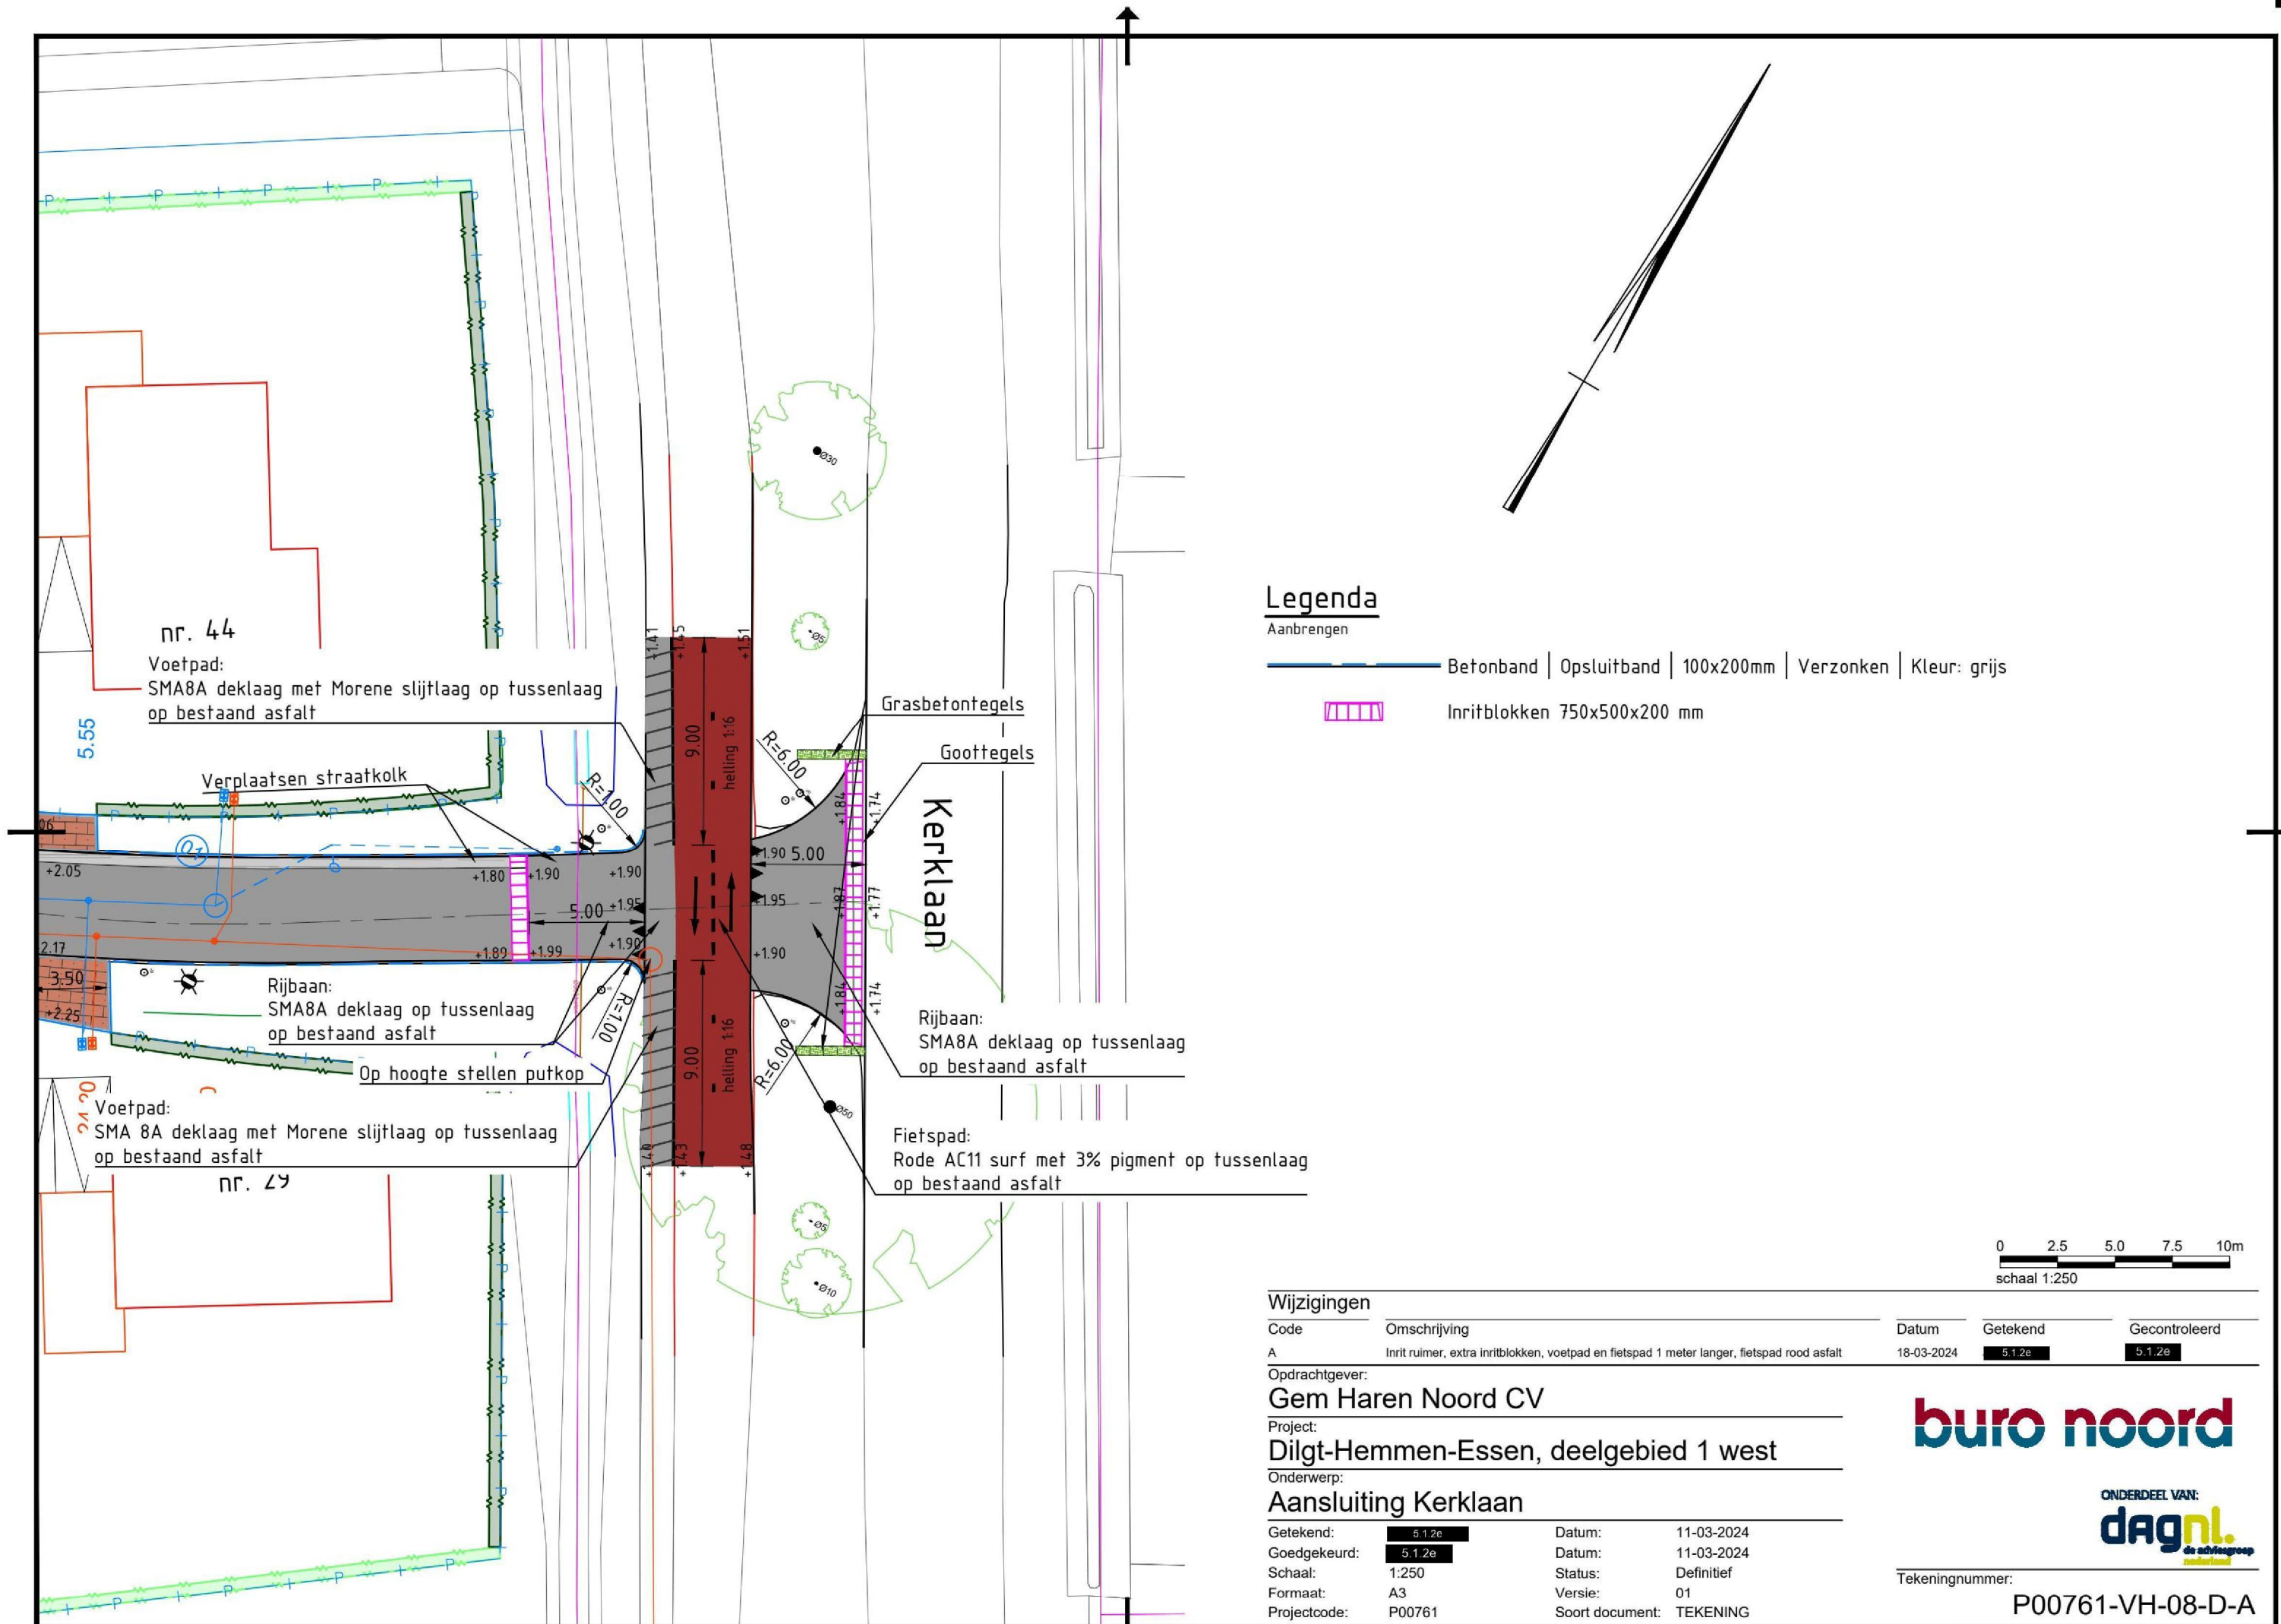 Ø30
Ø5
nr. 44
Voetpad:
SMA8A deklaag met Morene slijtlaag op tussenlaag
op bestaand asfalt
5.55
Verplaatsen straatkolk
+1.41
+1.45
+1.51
9.00
helling 1:16
R=1.00
R=6.00
Grasbetontegels
Goottegels
Kerklaan
01
+2.05
+1.80
+1.90
+1.90
+1.90
5.00
+1.84
+1.74
5.00
+1.95
+1.95
+1.87
+1.77
2.17
+1.89
+1.99
+1.90
+1.90
3.50
+2.25
+1.84
+1.74
Rijbaan:
SMA8A deklaag op tussenlaag
op bestaand asfalt
R=1.00
R=6.00
9.00
helling 1:16
Rijbaan:
SMA8A deklaag op tussenlaag
op bestaand asfalt
Op hoogte stellen putkop
Voetpad:
SMA 8A deklaag met Morene slijtlaag op tussenlaag
op bestaand asfalt
nr. 29
+1.43
+1.48
Ø50
Fietspad:
Rode AC11 surf met 3% pigment op tussenlaag
op bestaand asfalt
Ø5
Ø10
Legenda
Aanbrengen
Betonband | Opsluitband | 100x200mm | Verzonken | Kleur: grijs
Inritblokken 750x500x200 mm
0 2.5 5.0 7.5 10m
schaal 1:250
Wijzigingen
Code Omschrijving Datum Getekend Gecontroleerd
A Inrit ruimer, extra inritblokken, voetpad en fietspad 1 meter langer, fietspad rood asfalt 18-03-2024 5.1.2e 5.1.2e
Opdrachtgever:
Gem Haren Noord CV
Project:
Dilgt-Hemmen-Essen, deelgebied 1 west
Onderwerp:
Aansluiting Kerklaan
Getekend: 5.1.2e Datum: 11-03-2024
Goedgekeurd: 5.1.2e Datum: 11-03-2024
Schaal: 1:250 Status: Definitief
Formaat: A3 Versie: 01
Projectcode: P00761 Soort document: TEKENING
buro noord
ONDERDEEL VAN:
dagnl.
de adviesgroep
nederland
Tekeningnummer:
P00761-VH-08-D-A